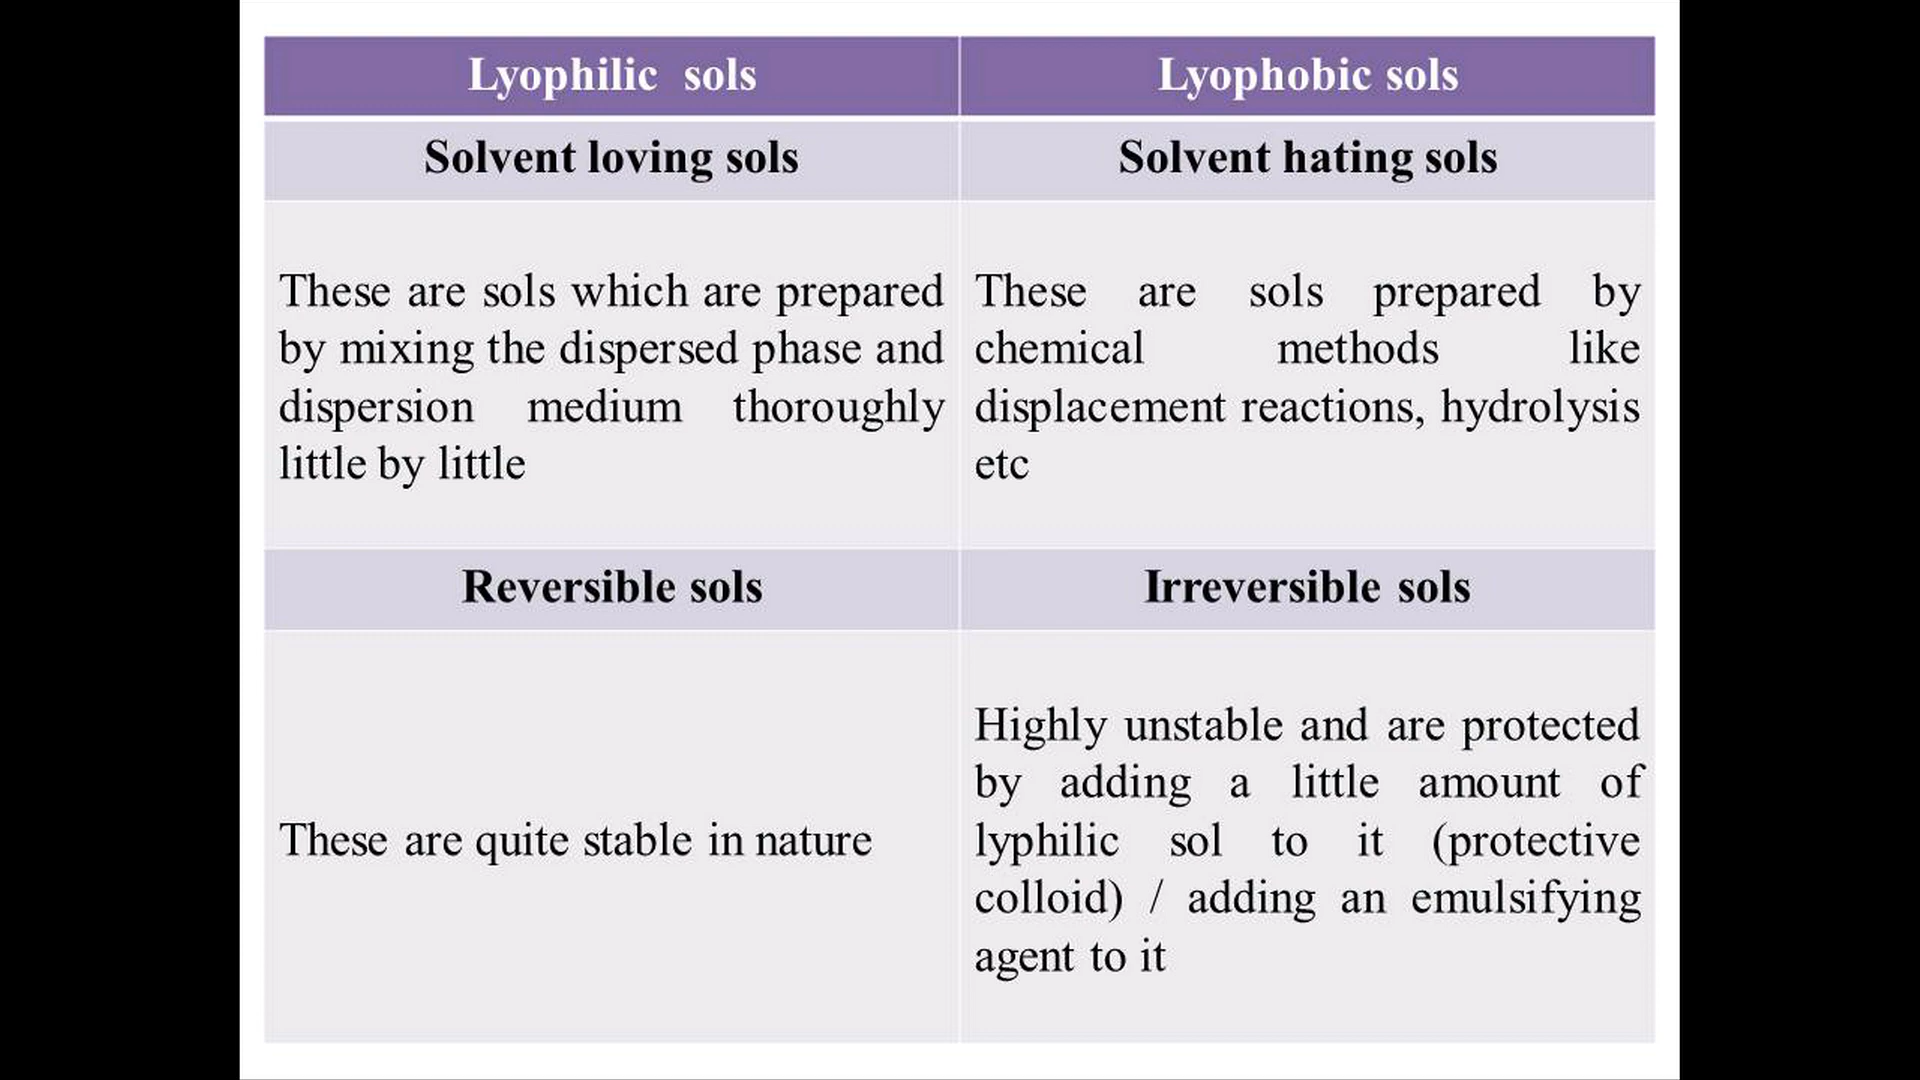 Lyophilic sols
Lyophobic sols
Solvent loving sols
Solvent hating sols
These are sols which are prepared
by mixing the dispersed phase and
dispersion medium thoroughly
little by little
These are sols prepared by
chemical methods like
displacement reactions, hydrolysis
etc
Reversible sols
Irreversible sols
These are quite stable in nature
Highly unstable and are protected
by adding a little amount of
lyphilic sol to it (protective
colloid) / adding an emulsifying
agent to it